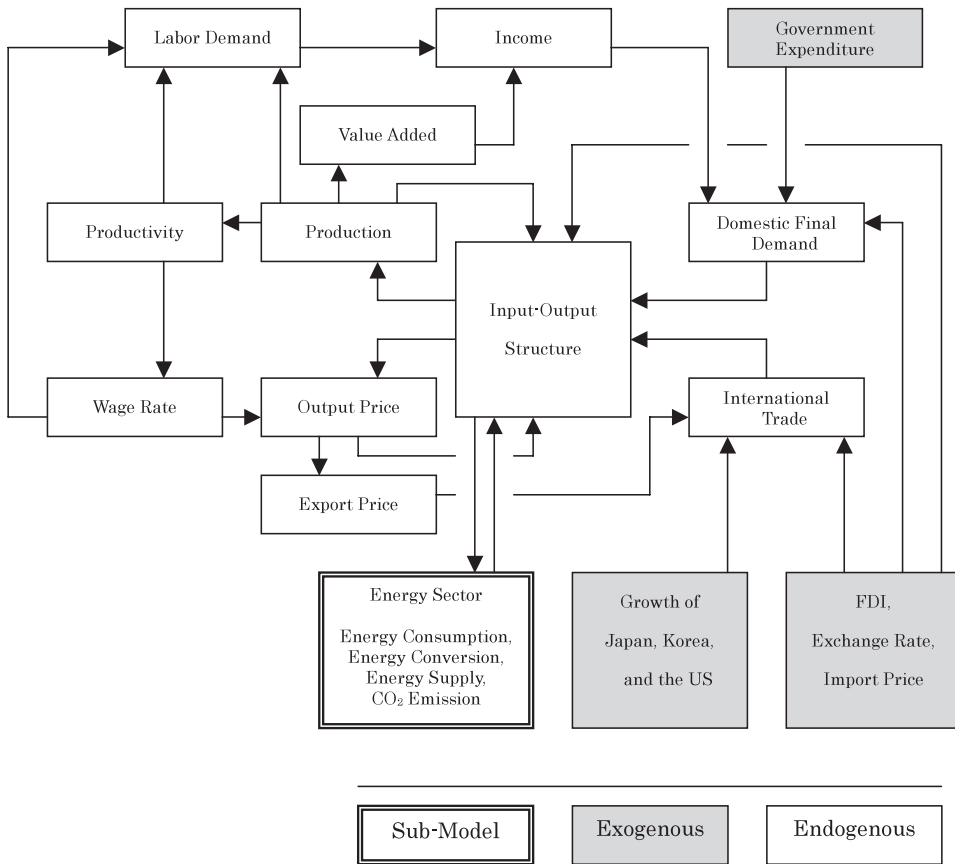 Labor Demand
Income
Government
Expenditure
Value Added
Productivity
Production
Domestic Final
Demand
Input-Output
Structure
Wage Rate
Output Price
International
Trade
Export Price
Energy Sector
Energy Consumption,
Energy Conversion,
Energy Supply,
CO₂ Emission
Growth of
Japan, Korea,
and the US
FDI,
Exchange Rate,
Import Price
Sub-Model
Exogenous
Endogenous